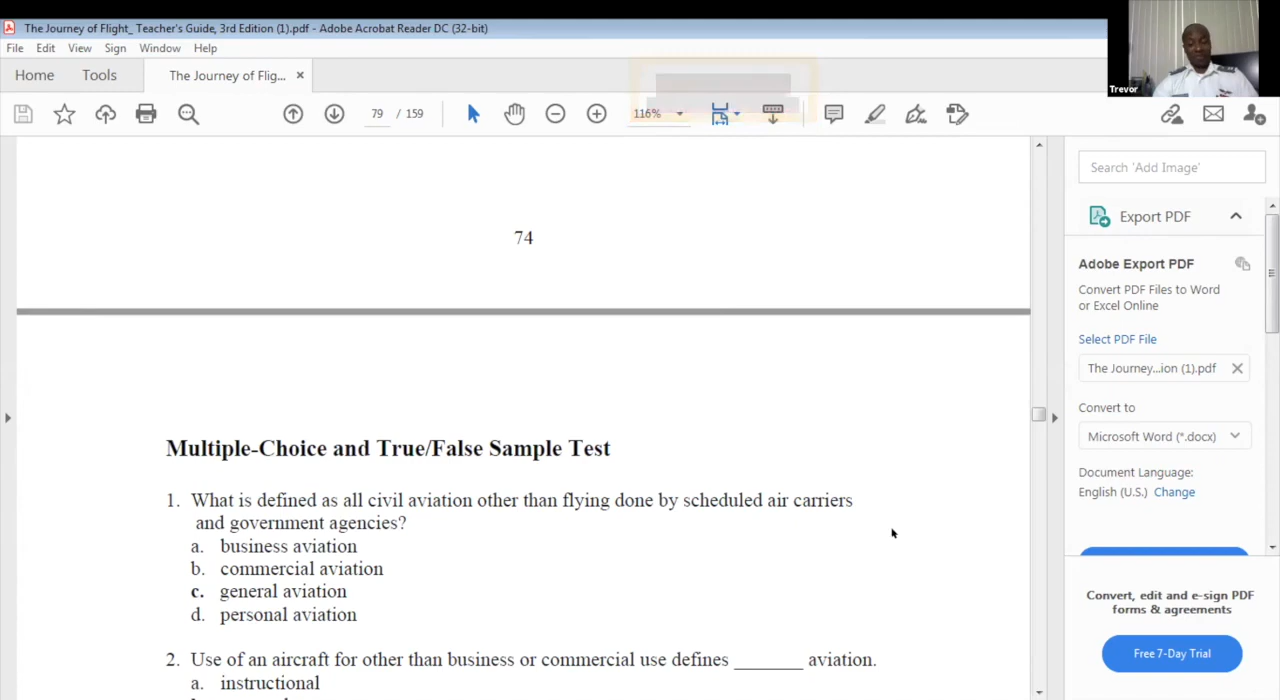 The Journey of Flight_ Teacher's Guide, 3rd Edition (1).pdf - Adobe Acrobat Reader DC (32-bit)
File Edit View Sign Window Help
Home Tools The Journey of Flig... ×
79 / 159 116%
Trevor
74
Multiple-Choice and True/False Sample Test
1. What is defined as all civil aviation other than flying done by scheduled air carriers
and government agencies?
a. business aviation
b. commercial aviation
c. general aviation
d. personal aviation
2. Use of an aircraft for other than business or commercial use defines _______ aviation.
a. instructional
Search 'Add Image'
Export PDF
Adobe Export PDF
Convert PDF Files to Word
or Excel Online
Select PDF File
The Journey...ion (1).pdf
Convert to
Microsoft Word (*.docx)
Document Language:
English (U.S.) Change
Convert, edit and e-sign PDF
forms & agreements
Free 7-Day Trial